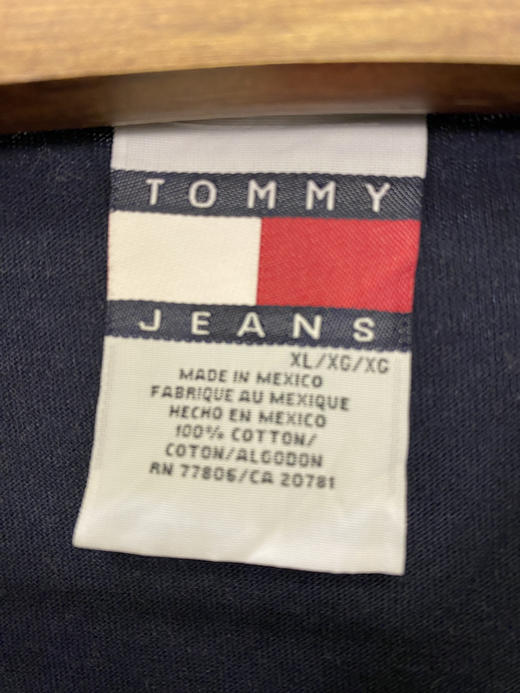 TOMMY
JEANS
XL/XG/XG
MADE IN MEXICO
FABRIQUE AU MEXIQUE
HECHO EN MEXICO
100% COTTON/
COTON/ALGODON
RN 77806/CA 20781